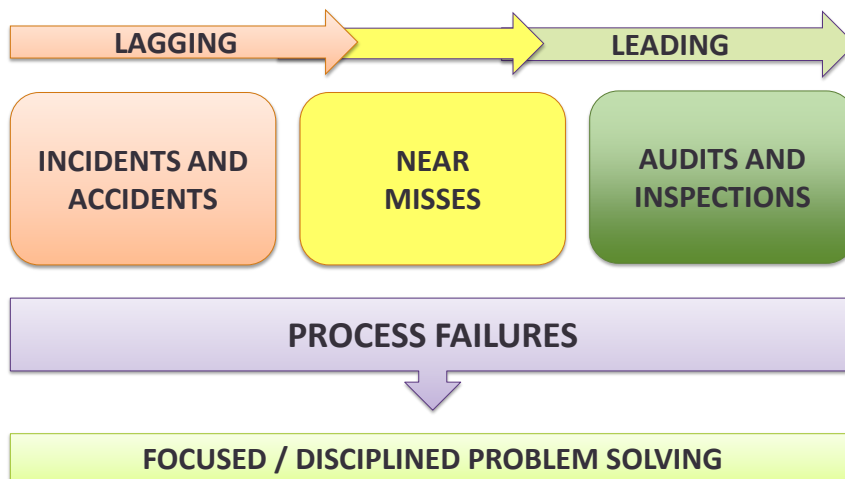 LAGGING
LEADING
INCIDENTS AND
ACCIDENTS
NEAR
MISSES
AUDITS AND
INSPECTIONS
PROCESS FAILURES
FOCUSED / DISCIPLINED PROBLEM SOLVING